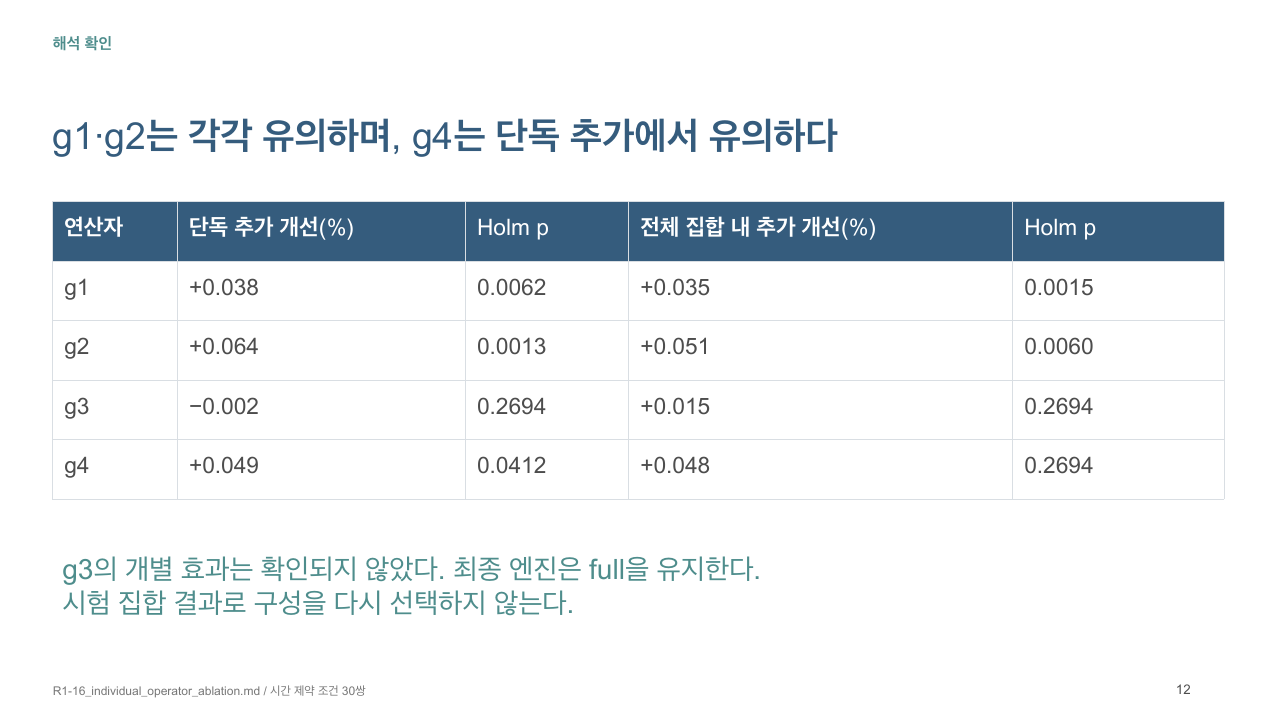 해석 확인
g1·g2는 각각 유의하며, g4는 단독 추가에서 유의하다
연산자 단독 추가 개선(%) Holm p 전체 집합 내 추가 개선(%) Holm p
g1 +0.038 0.0062 +0.035 0.0015
g2 +0.064 0.0013 +0.051 0.0060
g3 −0.002 0.2694 +0.015 0.2694
g4 +0.049 0.0412 +0.048 0.2694
g3의 개별 효과는 확인되지 않았다. 최종 엔진은 full을 유지한다.
시험 집합 결과로 구성을 다시 선택하지 않는다.
R1-16_individual_operator_ablation.md / 시간 제약 조건 30쌍
12